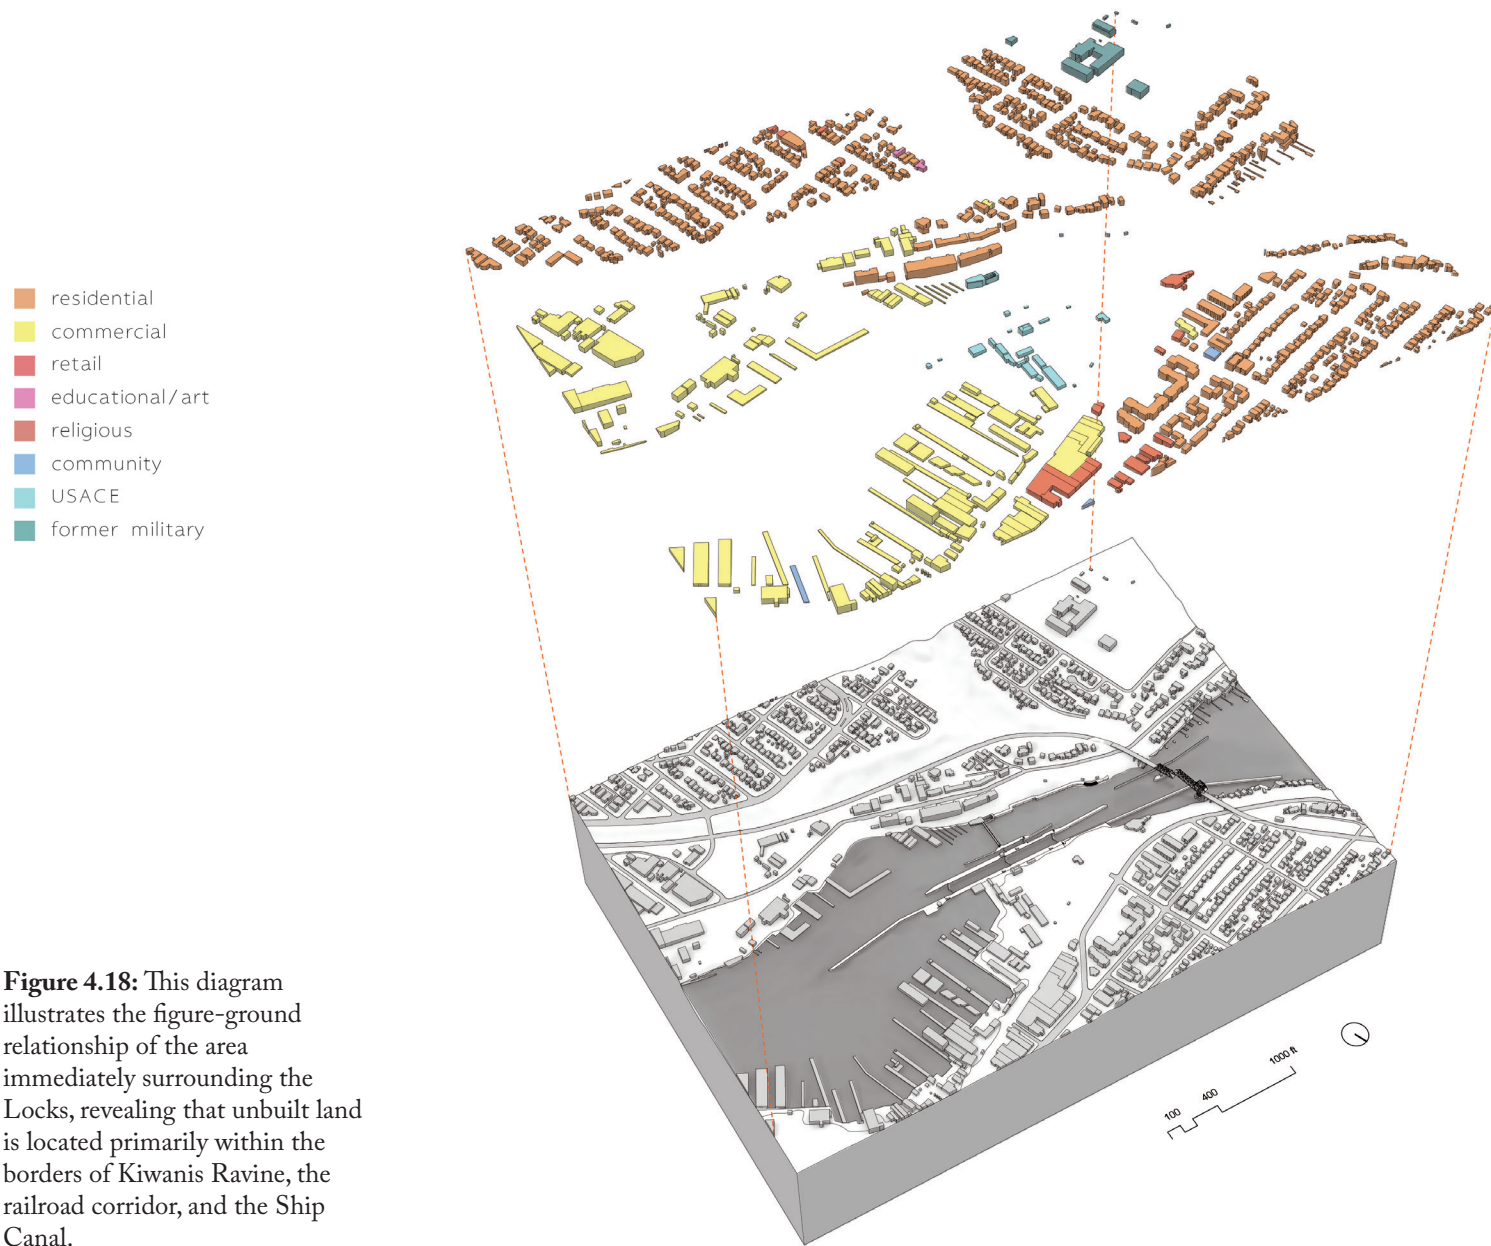 residential
commercial
retail
educational/art
religious
community
USACE
former military
Figure 4.18: This diagram
illustrates the figure-ground
relationship of the area
immediately surrounding the
Locks, revealing that unbuilt land
is located primarily within the
borders of Kiwanis Ravine, the
railroad corridor, and the Ship
Canal.
100 400 1000 ft